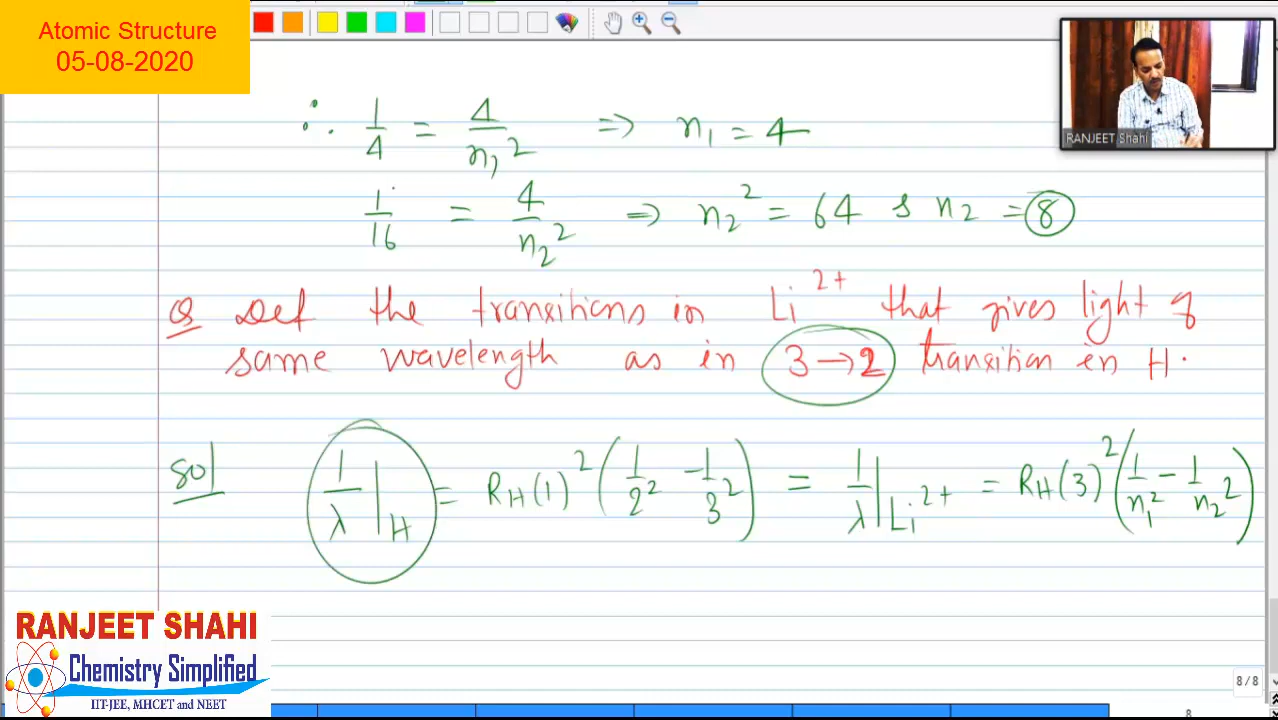 Atomic Structure
05-08-2020
RANJEET Shahi
∴ 1/4 = 4/n₁² ⇒ n₁ = 4
1/16 = 4/n₂² ⇒ n₂² = 64 & n₂ = 8
Q Det the transitions in Li²⁺ that gives light of
same wavelength as in 3→2 transition in H.
Sol 1/λ|H = RH(1)²(1/2² - 1/3²) = 1/λ|Li²⁺ = RH(3)²(1/n₁² - 1/n₂²)
RANJEET SHAHI
Chemistry Simplified
IIT-JEE, MHCET and NEET
8/8
8